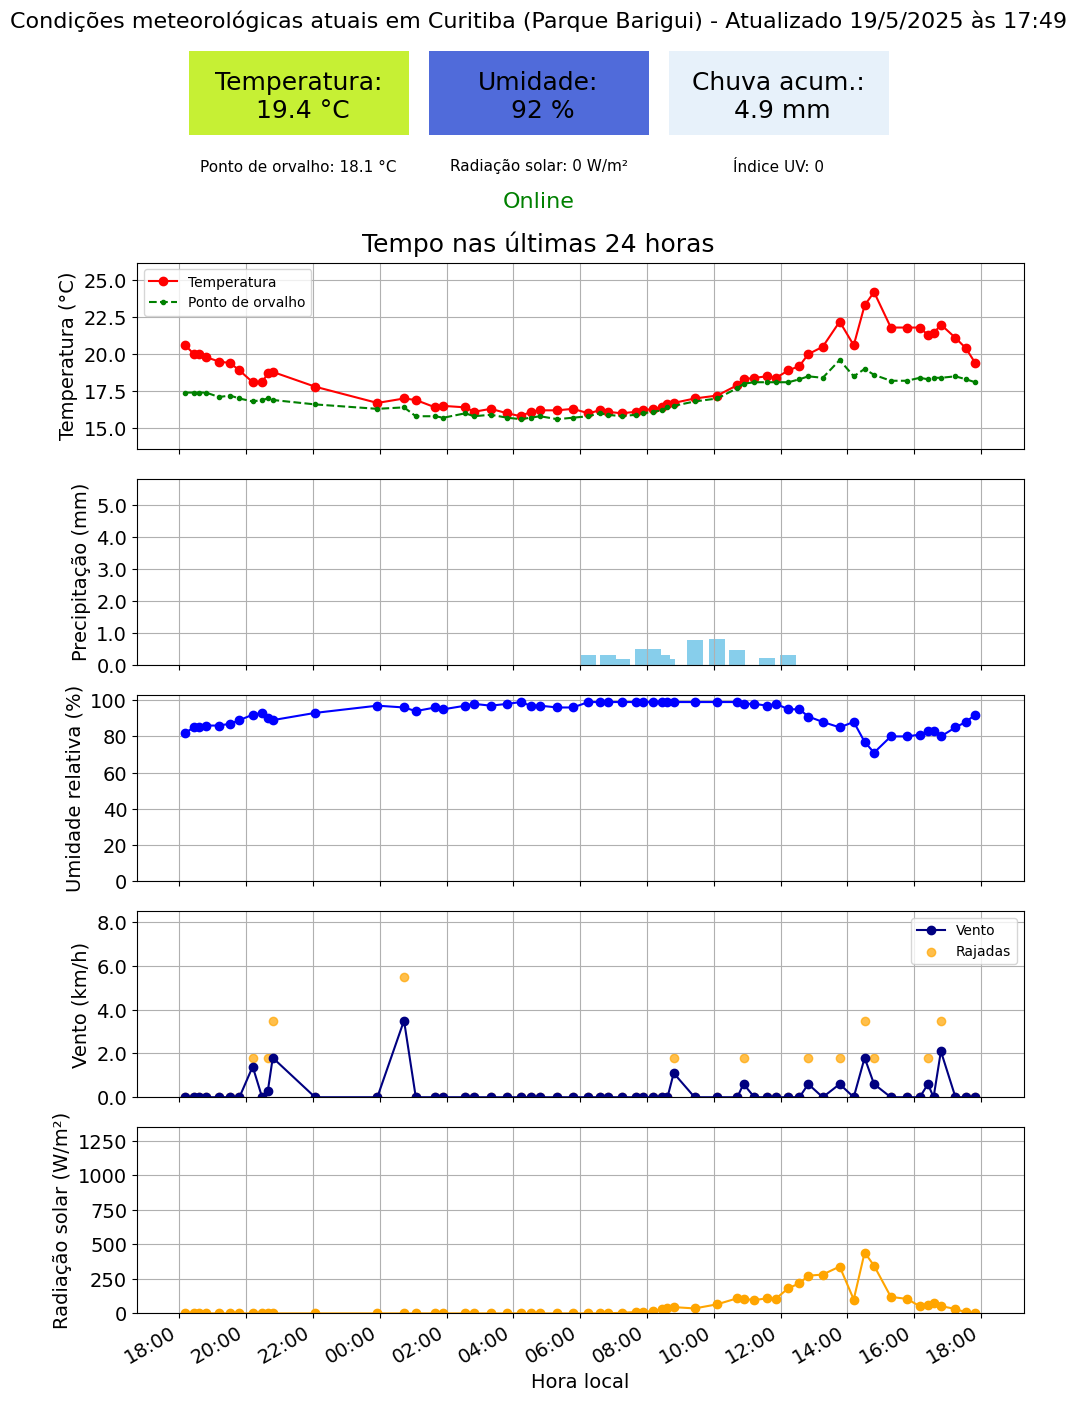 Condições meteorológicas atuais em Curitiba (Parque Barigui) - Atualizado 19/5/2025 às 17:49
Temperatura:
19.4 °C
Umidade:
92 %
Chuva acum.:
4.9 mm
Ponto de orvalho: 18.1 °C
Radiação solar: 0 W/m²
Índice UV: 0
Online
Tempo nas últimas 24 horas
Temperatura (°C)
25.0
22.5
20.0
17.5
15.0
Temperatura
Ponto de orvalho
Precipitação (mm)
5.0
4.0
3.0
2.0
1.0
0.0
Umidade relativa (%)
100
80
60
40
20
0
Vento (km/h)
8.0
6.0
4.0
2.0
0.0
Vento
Rajadas
Radiação solar (W/m²)
1250
1000
750
500
250
0
18:00
20:00
22:00
00:00
02:00
04:00
06:00
08:00
10:00
12:00
14:00
16:00
18:00
Hora local